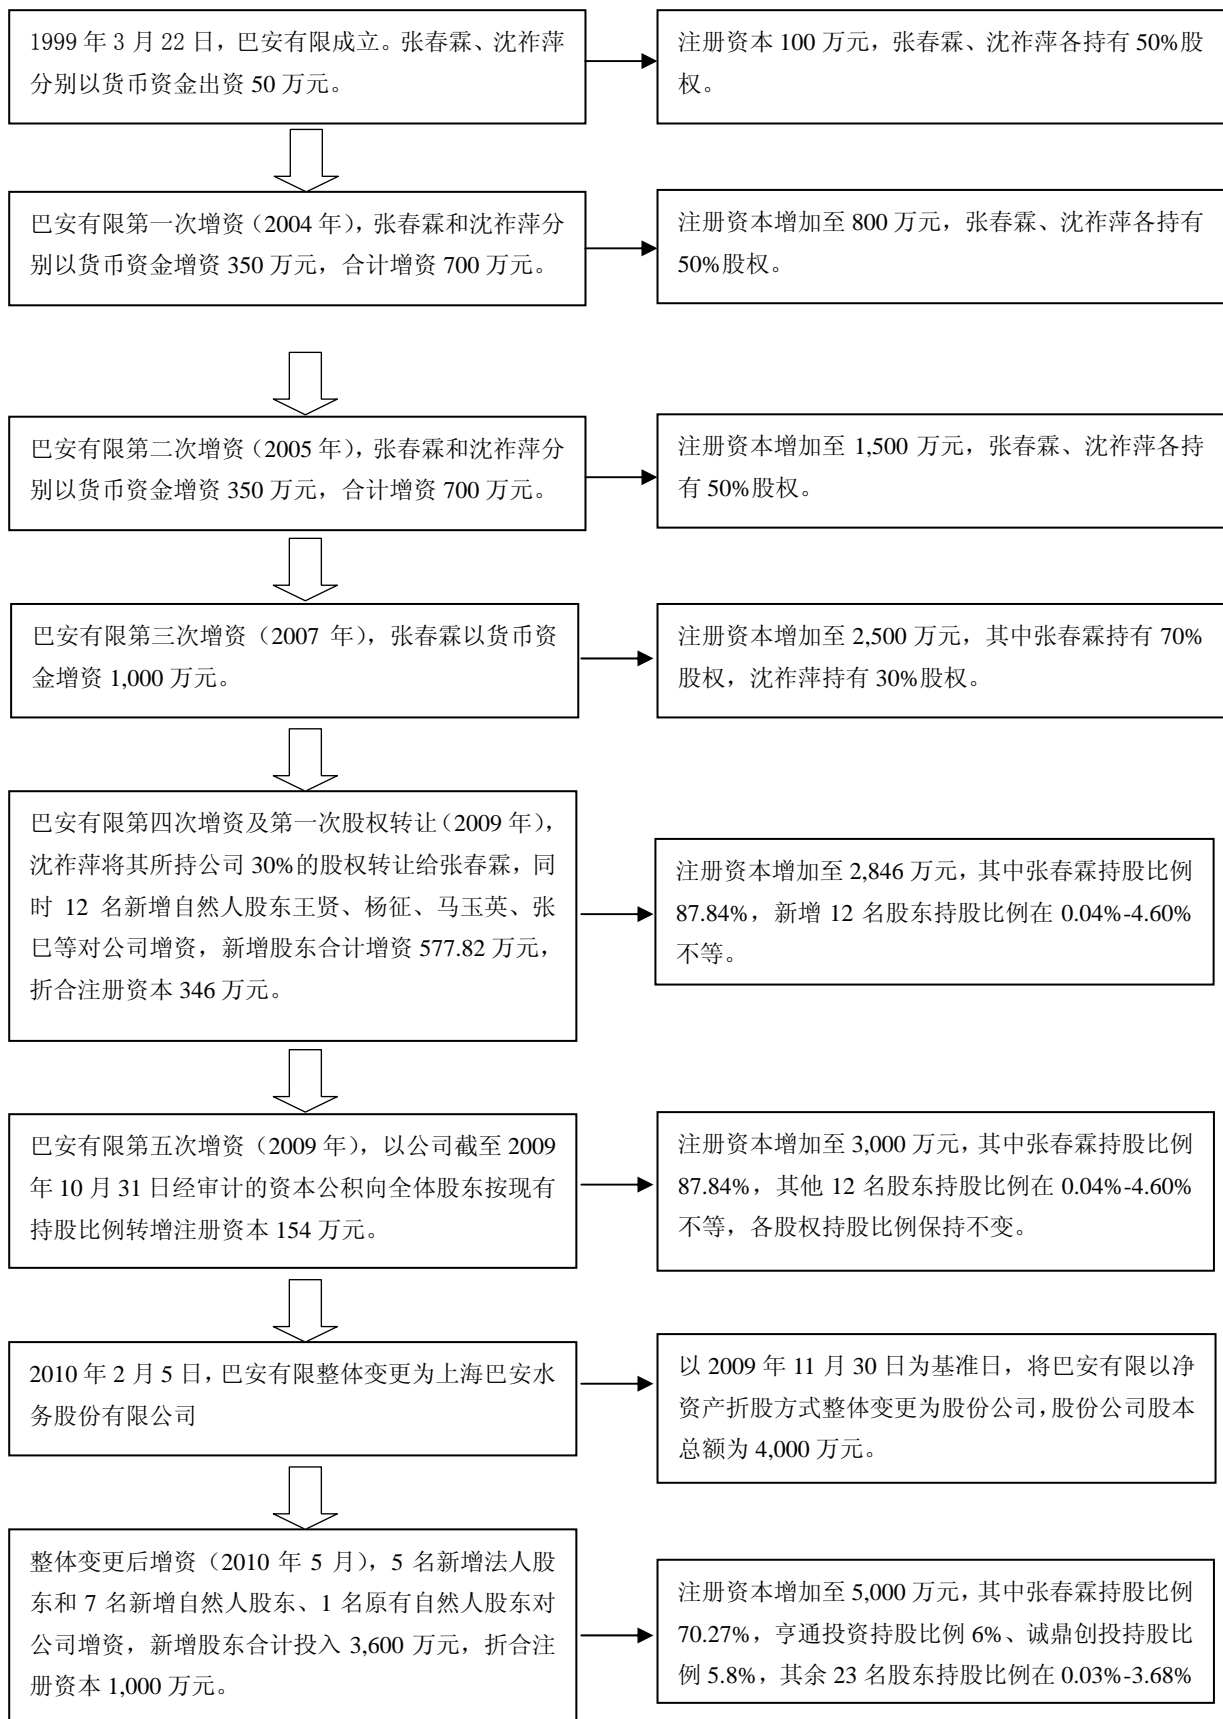 1999 年 3 月 22 日，巴安有限成立。张春霖、沈祚萍
分别以货币资金出资 50 万元。
注册资本 100 万元，张春霖、沈祚萍各持有 50%股
权。
巴安有限第一次增资（2004 年），张春霖和沈祚萍分
别以货币资金增资 350 万元，合计增资 700 万元。
注册资本增加至 800 万元，张春霖、沈祚萍各持有
50%股权。
巴安有限第二次增资（2005 年），张春霖和沈祚萍分
别以货币资金增资 350 万元，合计增资 700 万元。
注册资本增加至 1,500 万元，张春霖、沈祚萍各持
有 50%股权。
巴安有限第三次增资（2007 年），张春霖以货币资
金增资 1,000 万元。
注册资本增加至 2,500 万元，其中张春霖持有 70%
股权，沈祚萍持有 30%股权。
巴安有限第四次增资及第一次股权转让（2009 年），
沈祚萍将其所持公司 30%的股权转让给张春霖，同
时 12 名新增自然人股东王贤、杨征、马玉英、张
巳等对公司增资，新增股东合计增资 577.82 万元，
折合注册资本 346 万元。
注册资本增加至 2,846 万元，其中张春霖持股比例
87.84%，新增 12 名股东持股比例在 0.04%-4.60%
不等。
巴安有限第五次增资（2009 年），以公司截至 2009
年 10 月 31 日经审计的资本公积向全体股东按现有
持股比例转增注册资本 154 万元。
注册资本增加至 3,000 万元，其中张春霖持股比例
87.84%，其他 12 名股东持股比例在 0.04%-4.60%
不等，各股权持股比例保持不变。
2010 年 2 月 5 日，巴安有限整体变更为上海巴安水
务股份有限公司
以 2009 年 11 月 30 日为基准日，将巴安有限以净
资产折股方式整体变更为股份公司，股份公司股本
总额为 4,000 万元。
整体变更后增资（2010 年 5 月），5 名新增法人股
东和 7 名新增自然人股东、1 名原有自然人股东对
公司增资，新增股东合计投入 3,600 万元，折合注
册资本 1,000 万元。
注册资本增加至 5,000 万元，其中张春霖持股比例
70.27%，亨通投资持股比例 6%、诚鼎创投持股比
例 5.8%，其余 23 名股东持股比例在 0.03%-3.68%